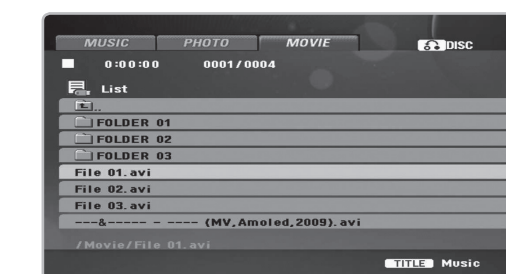 MUSIC PHOTO MOVIE DISC
0:00:00 0001/0004
List
..
FOLDER 01
FOLDER 02
FOLDER 03
File 01.avi
File 02.avi
File 03.avi
---&----- - ---- (MV,Amoled,2009).avi
/Movie/File 01.avi
TITLE Music